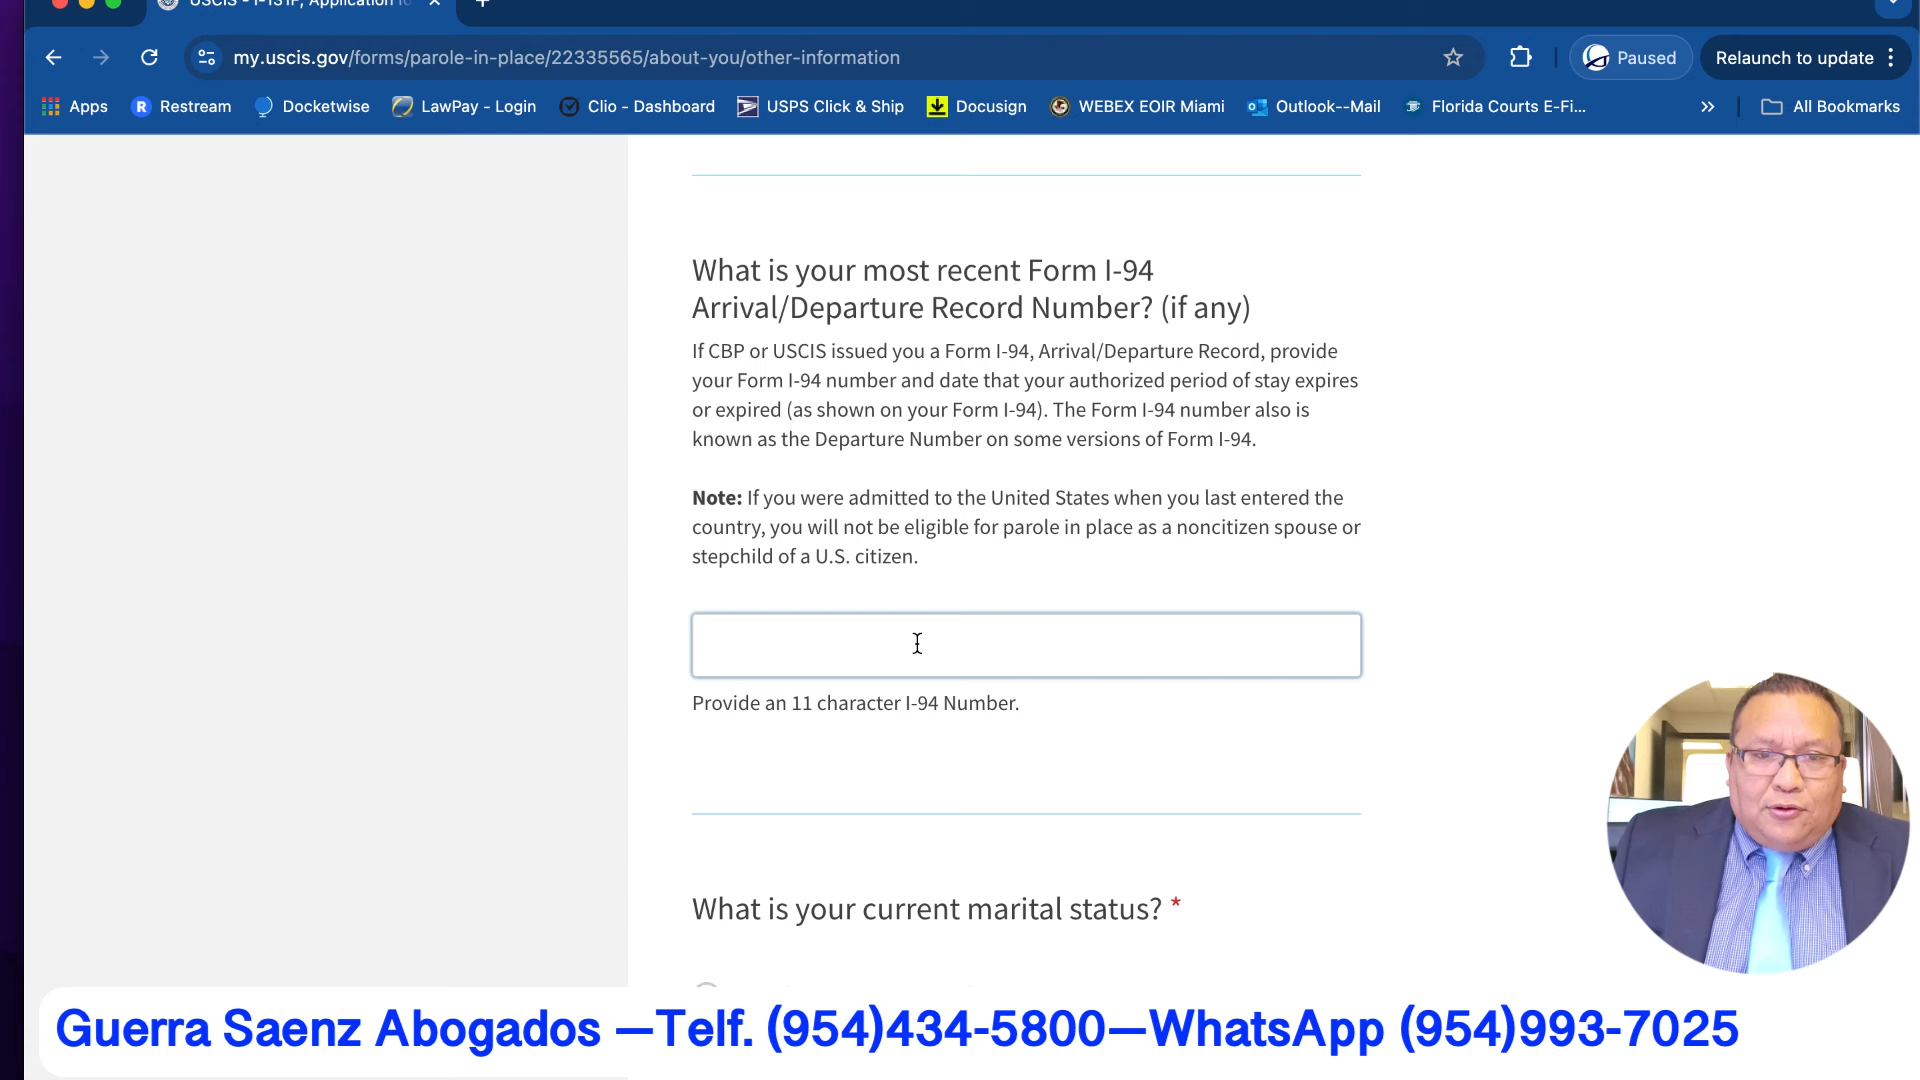 USCIS - I-131F, Application fo
my.uscis.gov/forms/parole-in-place/22335565/about-you/other-information
Paused
Relaunch to update
Apps
Restream
Docketwise
LawPay - Login
Clio - Dashboard
USPS Click & Ship
Docusign
WEBEX EOIR Miami
Outlook--Mail
Florida Courts E-Fi...
All Bookmarks
What is your most recent Form I-94
Arrival/Departure Record Number? (if any)
If CBP or USCIS issued you a Form I-94, Arrival/Departure Record, provide
your Form I-94 number and date that your authorized period of stay expires
or expired (as shown on your Form I-94). The Form I-94 number also is
known as the Departure Number on some versions of Form I-94.
Note: If you were admitted to the United States when you last entered the
country, you will not be eligible for parole in place as a noncitizen spouse or
stepchild of a U.S. citizen.
Provide an 11 character I-94 Number.
What is your current marital status? *
Guerra Saenz Abogados —Telf. (954)434-5800—WhatsApp (954)993-7025